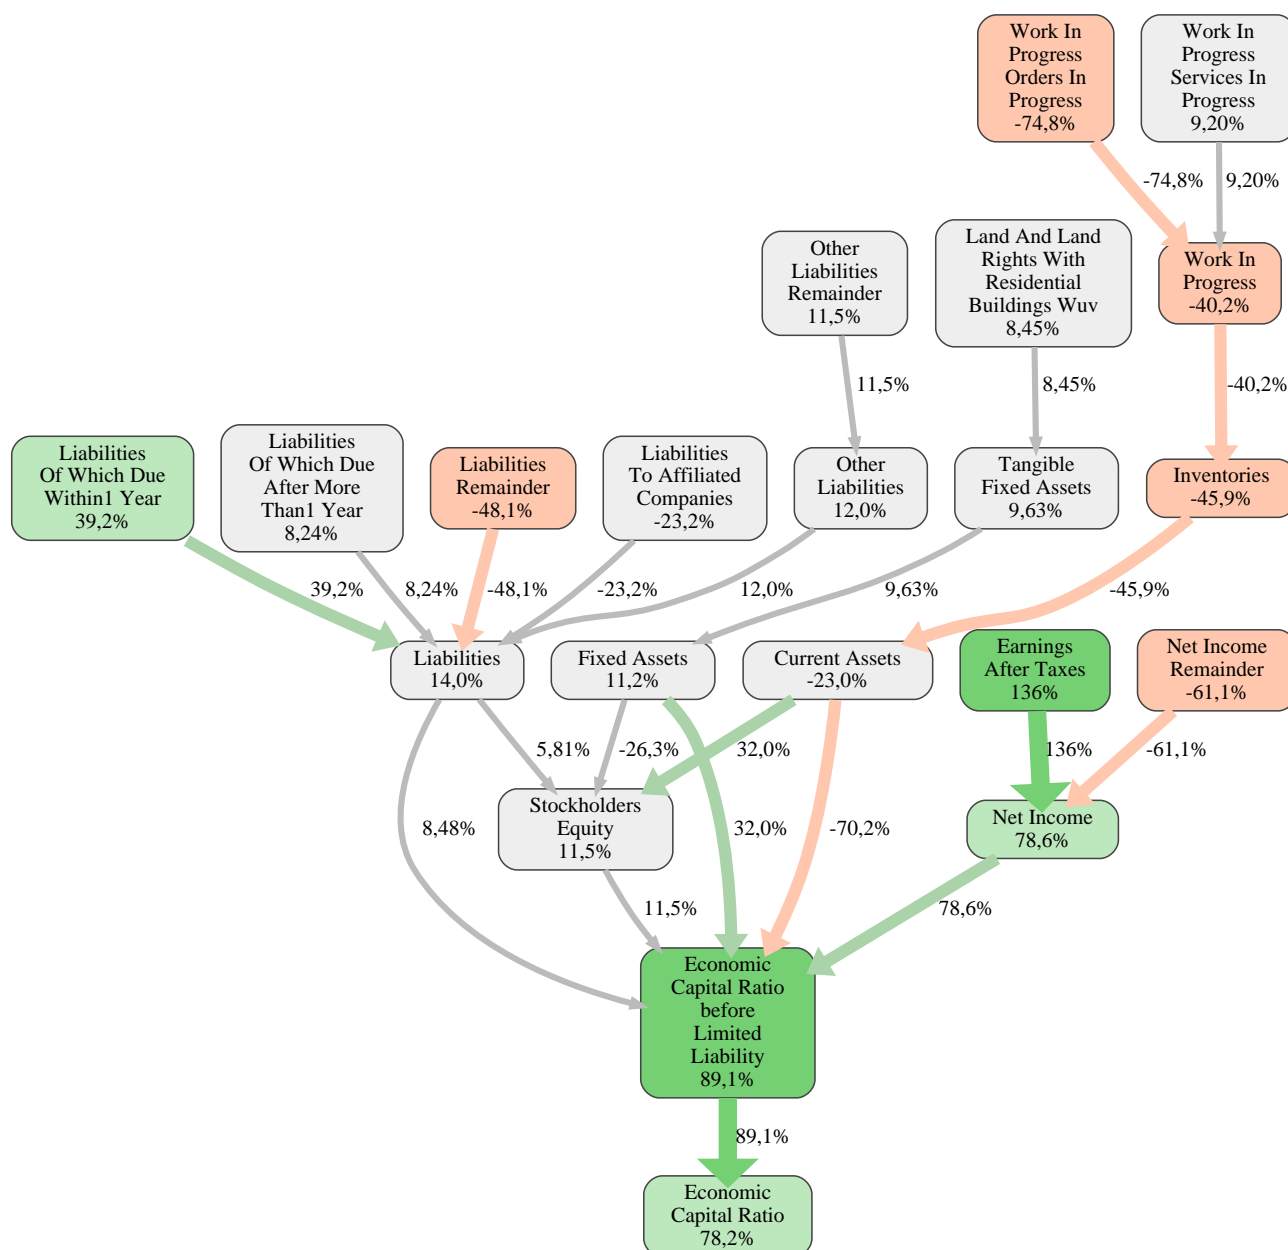 Work In
Progress
Orders In
Progress
-74,8%
Work In
Progress
Services In
Progress
9,20%
-74,8%
9,20%
Other
Liabilities
Remainder
11,5%
Land And Land
Rights With
Residential
Buildings Wuv
8,45%
Work In
Progress
-40,2%
11,5%
8,45%
-40,2%
Liabilities
Of Which Due
Within1 Year
39,2%
Liabilities
Of Which Due
After More
Than1 Year
8,24%
Liabilities
Remainder
-48,1%
Liabilities
To Affiliated
Companies
-23,2%
Other
Liabilities
12,0%
Tangible
Fixed Assets
9,63%
Inventories
-45,9%
39,2%
8,24%
-48,1%
-23,2%
12,0%
9,63%
-45,9%
Liabilities
14,0%
Fixed Assets
11,2%
Current Assets
-23,0%
Earnings
After Taxes
136%
Net Income
Remainder
-61,1%
5,81%
-26,3%
32,0%
136%
-61,1%
Stockholders
Equity
11,5%
Net Income
78,6%
8,48%
32,0%
-70,2%
11,5%
78,6%
Economic
Capital Ratio
before
Limited
Liability
89,1%
89,1%
Economic
Capital Ratio
78,2%